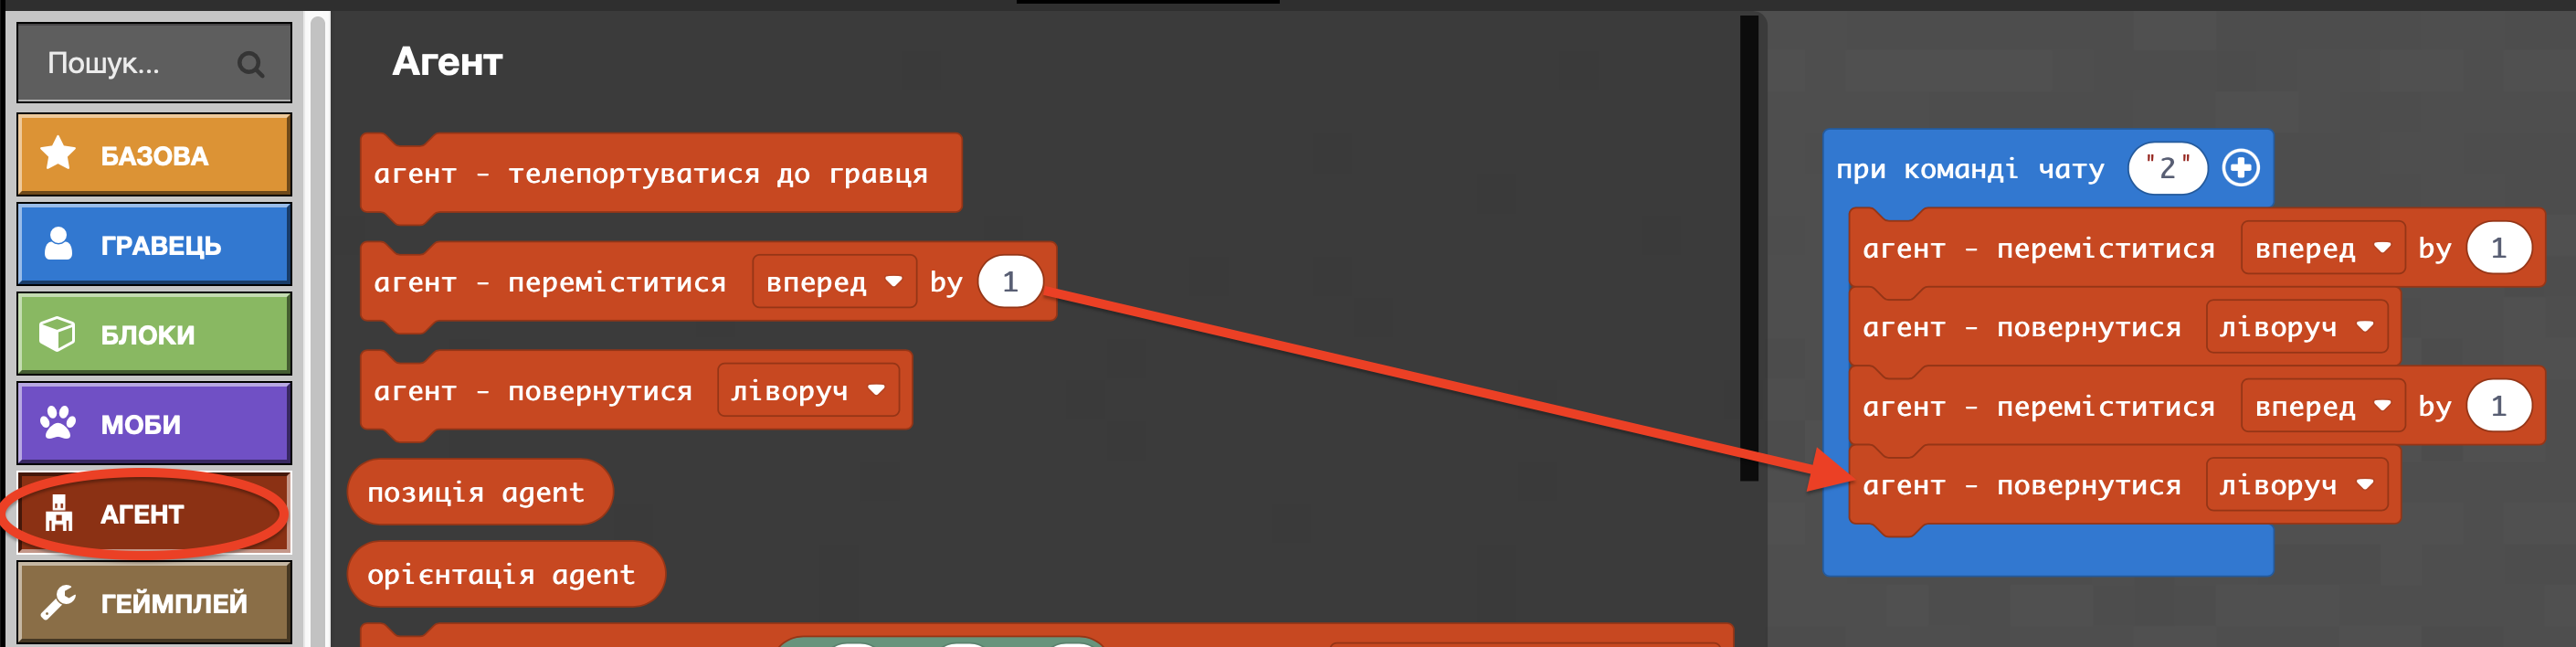 Пошук...
БАЗОВА
ГРАВЕЦЬ
БЛОКИ
МОБИ
АГЕНТ
ГЕЙМПЛЕЙ
Агент
агент - телепортуватися до гравця
агент - переміститися вперед by 1
агент - повернутися ліворуч
позиція agent
орієнтація agent
при команді чату "2"
агент - переміститися вперед by 1
агент - повернутися ліворуч
агент - переміститися вперед by 1
агент - повернутися ліворуч